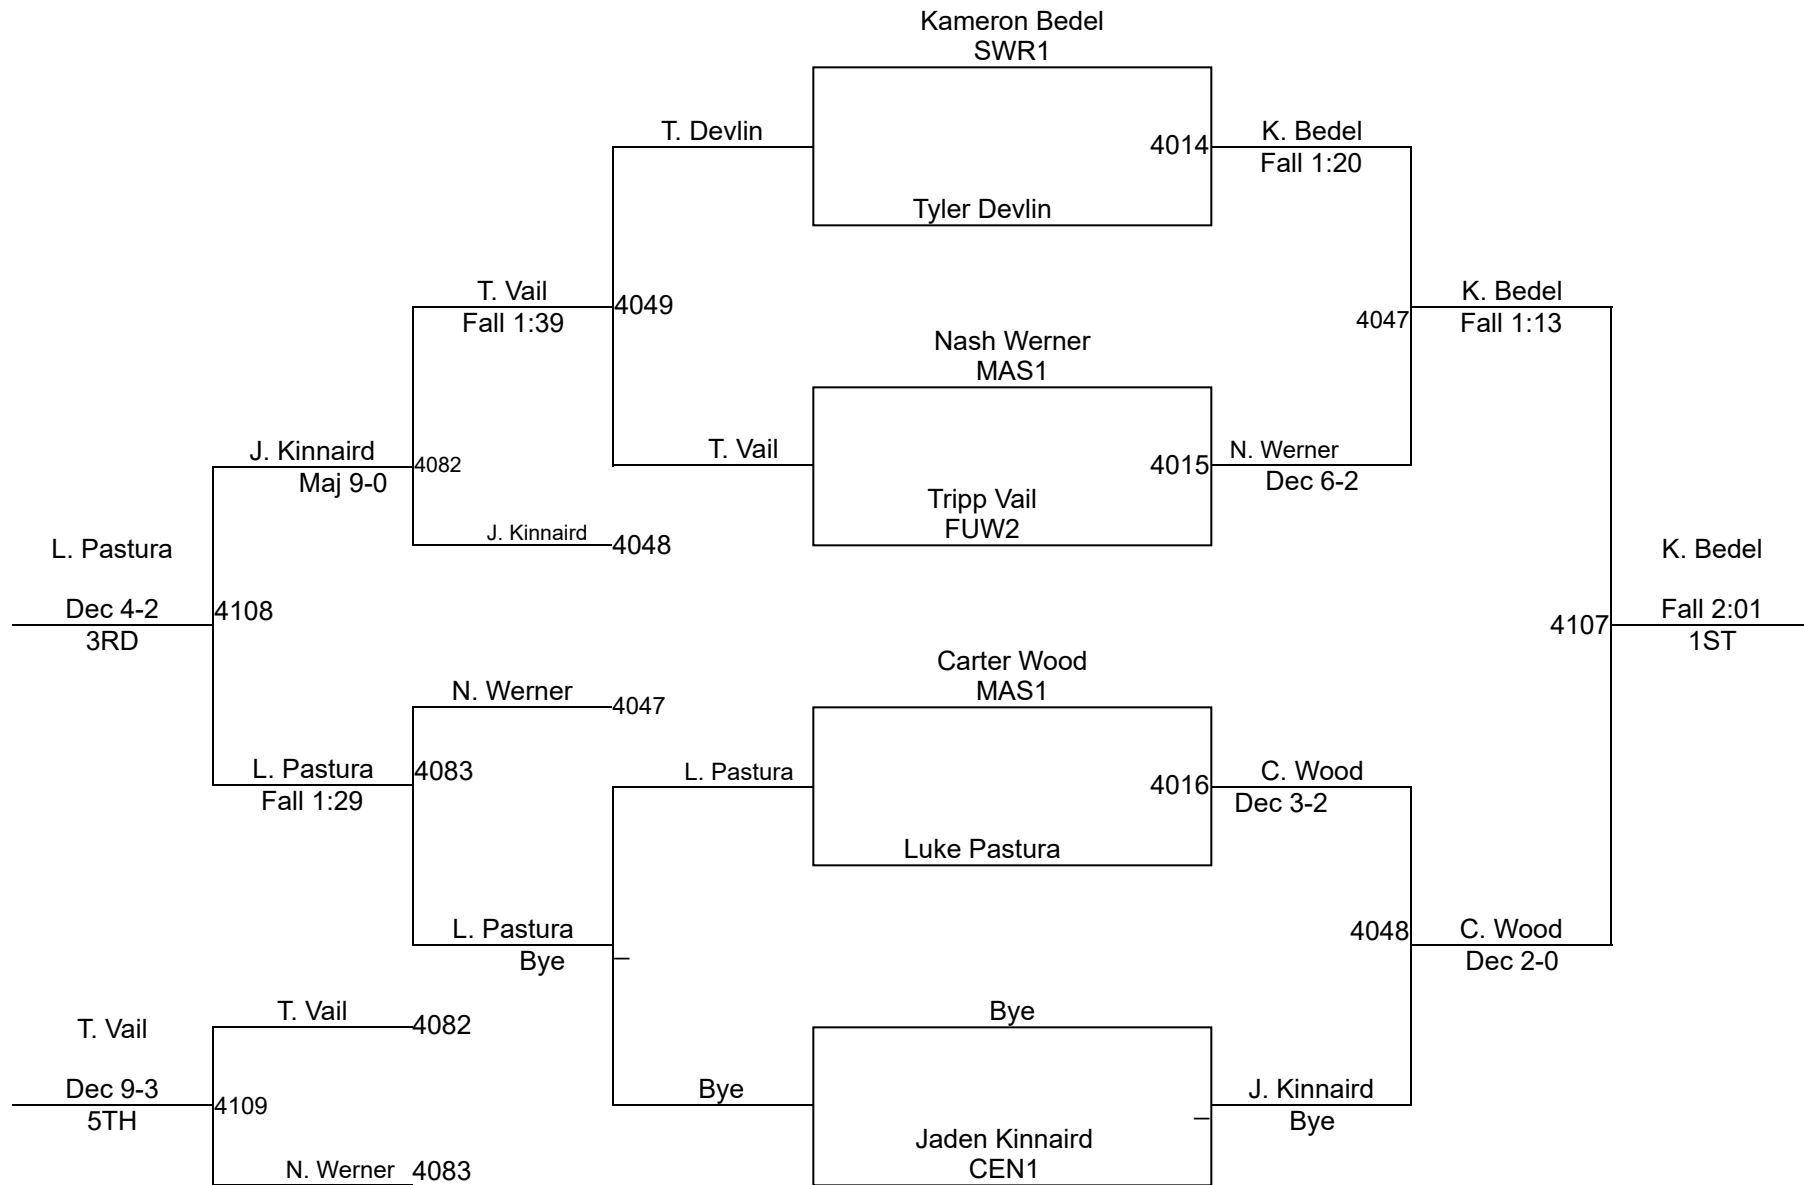 Kameron Bedel
SWR1
T. Devlin
4014
K. Bedel
Fall 1:20
Tyler Devlin
T. Vail
Fall 1:39
4049
K. Bedel
Fall 1:13
4047
Nash Werner
MAS1
J. Kinnaird
Maj 9-0
4082
T. Vail
4015
N. Werner
Dec 6-2
Tripp Vail
FUW2
J. Kinnaird
4048
L. Pastura
Dec 4-2
3RD
4108
K. Bedel
4107
Fall 2:01
1ST
Carter Wood
MAS1
N. Werner
4047
L. Pastura
Fall 1:29
4083
L. Pastura
4016
C. Wood
Dec 3-2
Luke Pastura
L. Pastura
Bye
_
4048
C. Wood
Dec 2-0
T. Vail
4082
Bye
T. Vail
Dec 9-3
5TH
4109
Bye
J. Kinnaird
Bye
_
Jaden Kinnaird
CEN1
N. Werner
4083